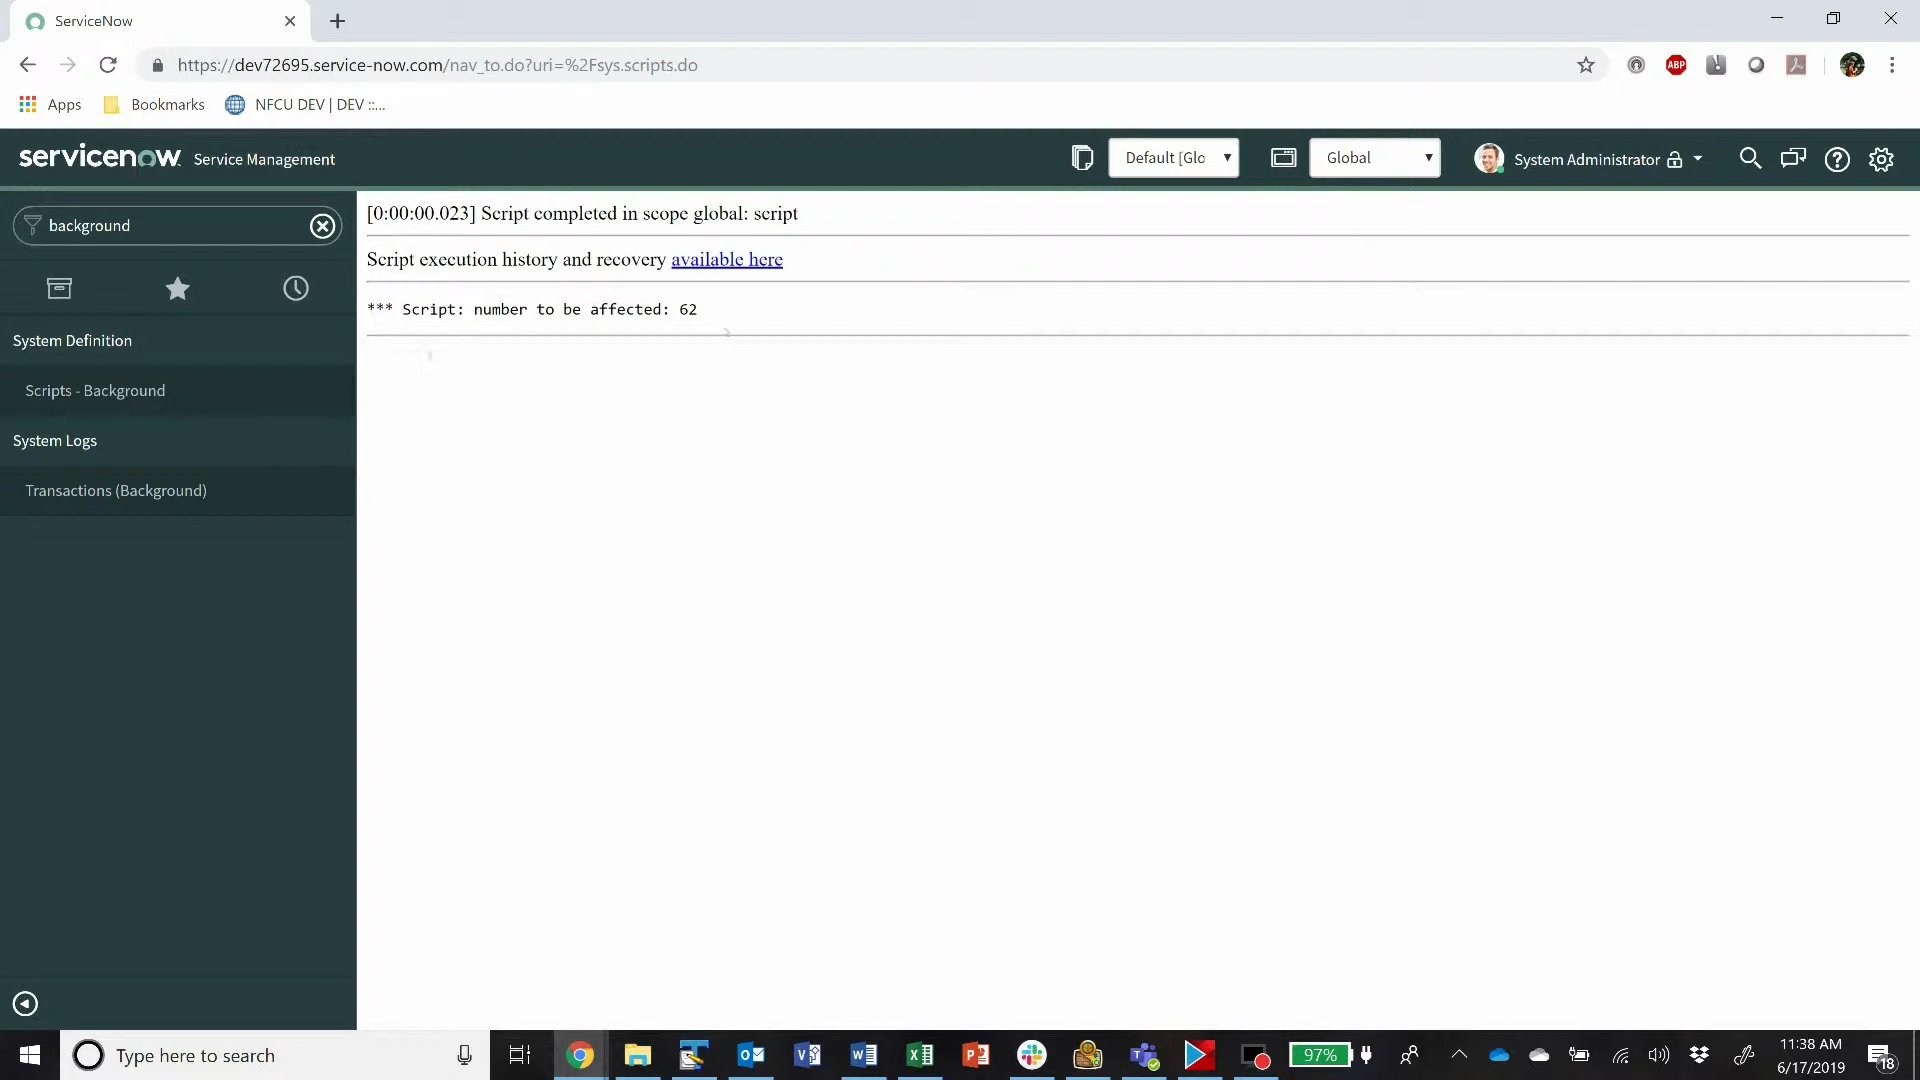 ServiceNow
https://dev72695.service-now.com/nav_to.do?uri=%2Fsys.scripts.do
ABP
Apps
Bookmarks
NFCU DEV | DEV ::...
servicenow
Service Management
Default [Glo
Global
System Administrator
background
System Definition
Scripts - Background
System Logs
Transactions (Background)
[0:00:00.023] Script completed in scope global: script
Script execution history and recovery available here
*** Script: number to be affected: 62
Type here to search
97%
11:38 AM
6/17/2019
18